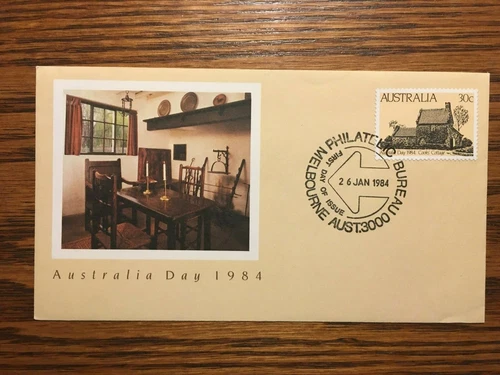 AUSTRALIA 30c
Australia Day 1984, Cooks' Cottage
MELBOURNE PHILATELIC BUREAU AUST.3000
FIRST DAY OF ISSUE
26 JAN 1984
Australia Day 1984